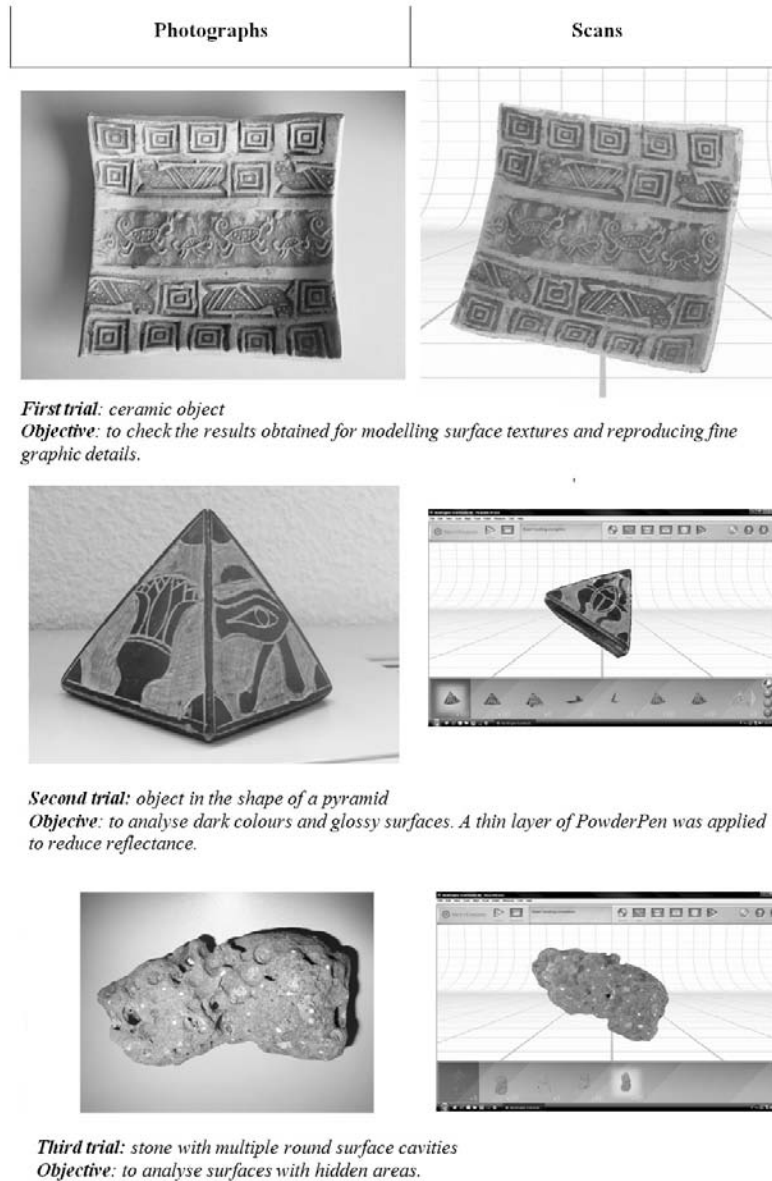 Photographs
Scans
First trial: ceramic object
Objective: to check the results obtained for modelling surface textures and reproducing fine
graphic details.
Second trial: object in the shape of a pyramid
Objecive: to analyse dark colours and glossy surfaces. A thin layer of PowderPen was applied
to reduce reflectance.
Third trial: stone with multiple round surface cavities
Objective: to analyse surfaces with hidden areas.